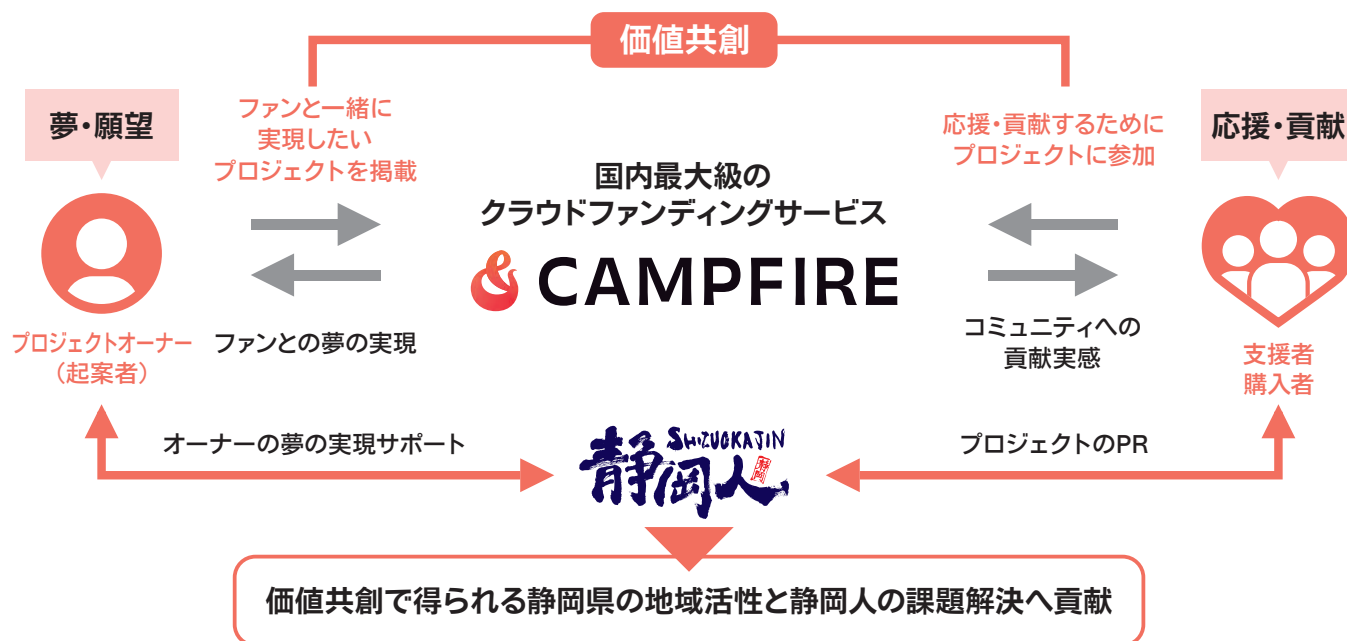 価値共創
夢・願望
ファンと一緒に
実現したい
プロジェクトを掲載
応援・貢献するために
プロジェクトに参加
応援・貢献
国内最大級の
クラウドファンディングサービス
CAMPFIRE
プロジェクトオーナー
（起案者）
ファンとの夢の実現
コミュニティへの
貢献実感
支援者
購入者
オーナーの夢の実現サポート
SHIZUOKAJIN
静岡人
静岡
プロジェクトのPR
価値共創で得られる静岡県の地域活性と静岡人の課題解決へ貢献